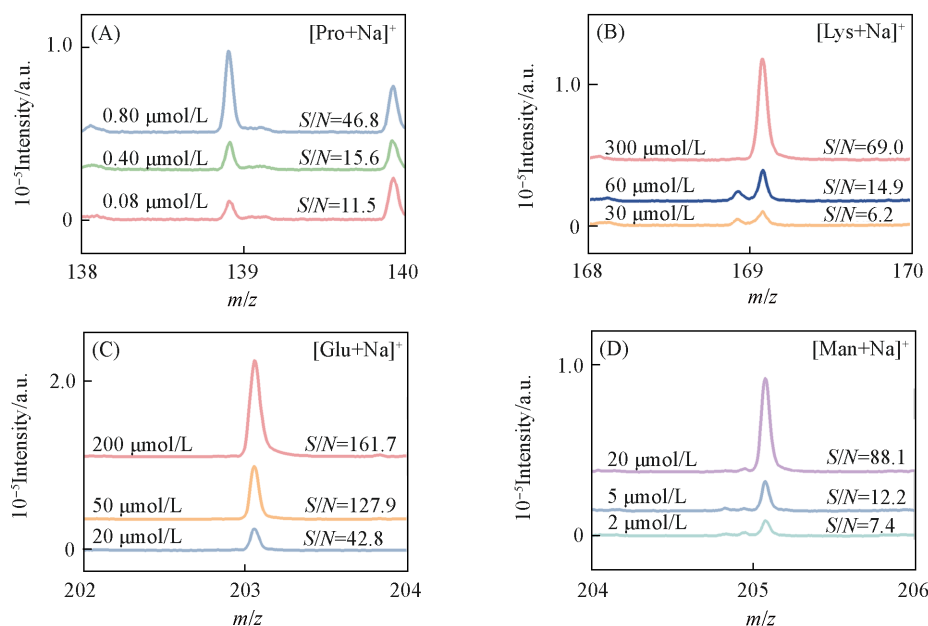 (A) [Pro+Na]⁺
1.0
0.80 μmol/L S/N=46.8
0.40 μmol/L S/N=15.6
0.08 μmol/L S/N=11.5
0
10⁻⁵Intensity/a.u.
138 139 140
m/z
(B) [Lys+Na]⁺
1.0
300 μmol/L S/N=69.0
60 μmol/L S/N=14.9
30 μmol/L S/N=6.2
0
10⁻⁵Intensity/a.u.
168 169 170
m/z
(C) [Glu+Na]⁺
2.0
200 μmol/L S/N=161.7
50 μmol/L S/N=127.9
20 μmol/L S/N=42.8
0
10⁻⁵Intensity/a.u.
202 203 204
m/z
(D) [Man+Na]⁺
1.0
20 μmol/L S/N=88.1
5 μmol/L S/N=12.2
2 μmol/L S/N=7.4
0
10⁻⁵Intensity/a.u.
204 205 206
m/z